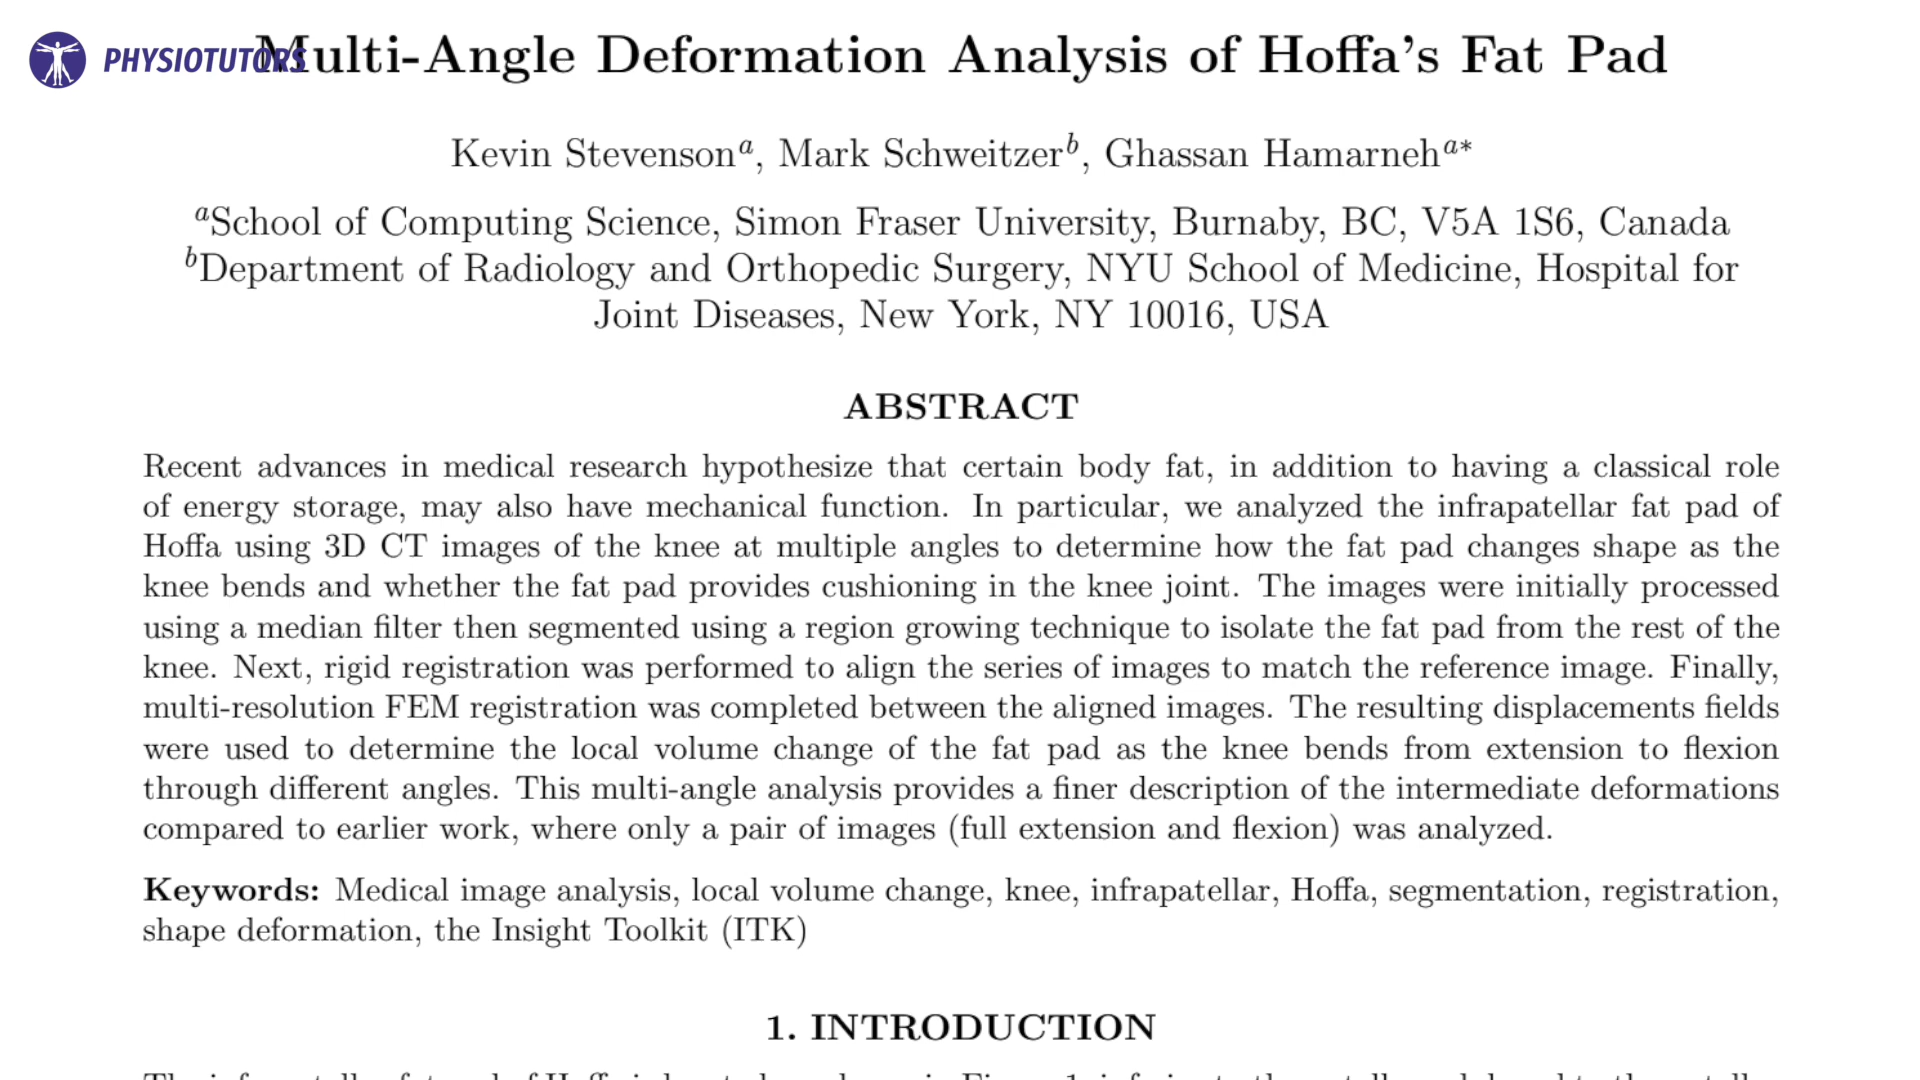 PHYSIOTUTORS
Multi-Angle Deformation Analysis of Hoffa's Fat Pad
Kevin Stevensonᵃ, Mark Schweitzerᵇ, Ghassan Hamarnehᵃ*
ᵃSchool of Computing Science, Simon Fraser University, Burnaby, BC, V5A 1S6, Canada
ᵇDepartment of Radiology and Orthopedic Surgery, NYU School of Medicine, Hospital for
Joint Diseases, New York, NY 10016, USA
ABSTRACT
Recent advances in medical research hypothesize that certain body fat, in addition to having a classical role
of energy storage, may also have mechanical function. In particular, we analyzed the infrapatellar fat pad of
Hoffa using 3D CT images of the knee at multiple angles to determine how the fat pad changes shape as the
knee bends and whether the fat pad provides cushioning in the knee joint. The images were initially processed
using a median filter then segmented using a region growing technique to isolate the fat pad from the rest of the
knee. Next, rigid registration was performed to align the series of images to match the reference image. Finally,
multi-resolution FEM registration was completed between the aligned images. The resulting displacements fields
were used to determine the local volume change of the fat pad as the knee bends from extension to flexion
through different angles. This multi-angle analysis provides a finer description of the intermediate deformations
compared to earlier work, where only a pair of images (full extension and flexion) was analyzed.
Keywords: Medical image analysis, local volume change, knee, infrapatellar, Hoffa, segmentation, registration,
shape deformation, the Insight Toolkit (ITK)
1. INTRODUCTION